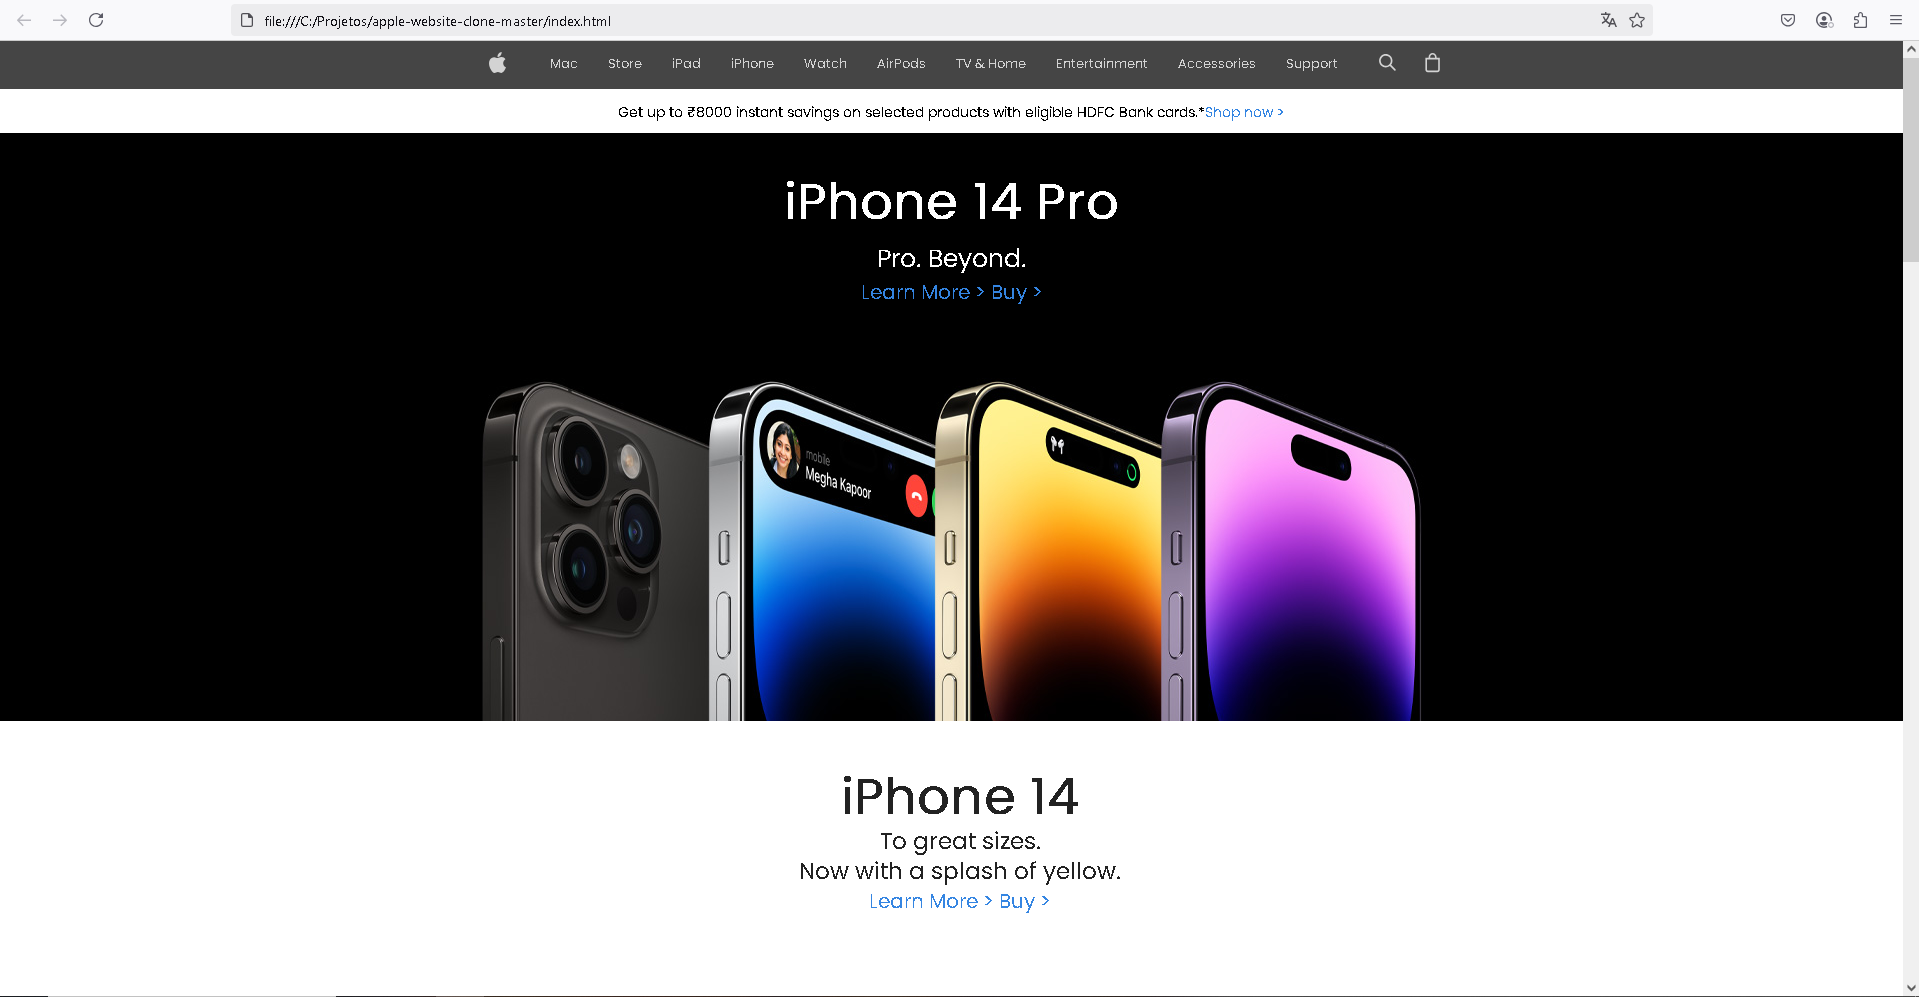 file:///C:/Projetos/apple-website-clone-master/index.html
Mac Store iPad iPhone Watch AirPods TV & Home Entertainment Accessories Support
Get up to ₹8000 instant savings on selected products with eligible HDFC Bank cards.*Shop now >
iPhone 14 Pro
Pro. Beyond.
Learn More > Buy >
mobile
Megha Kapoor
iPhone 14
To great sizes.
Now with a splash of yellow.
Learn More > Buy >